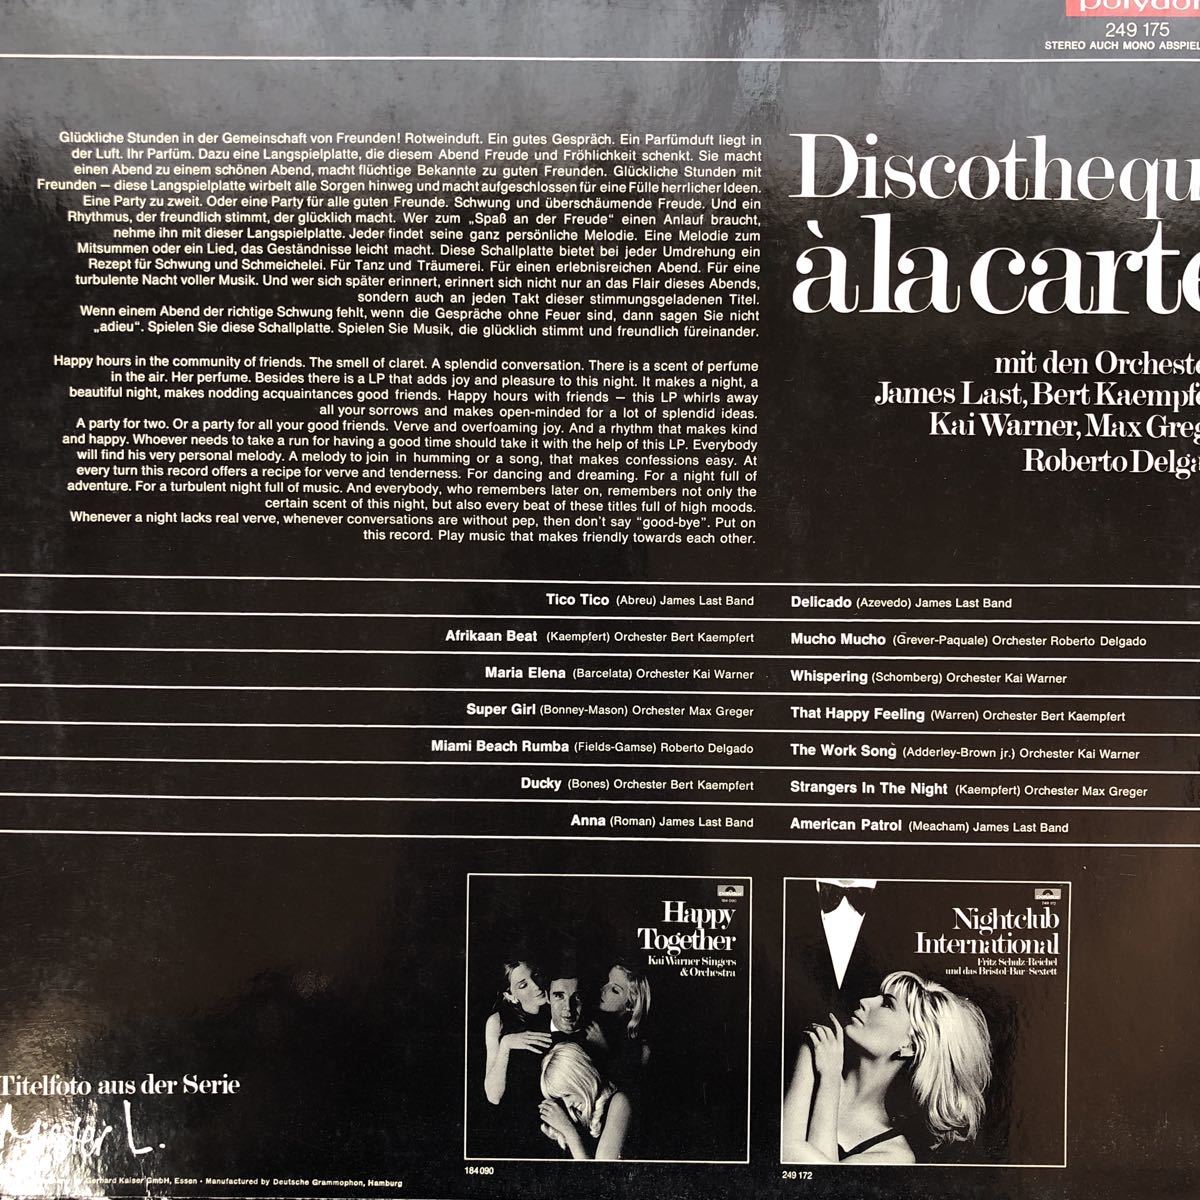 polydor
249 175
STEREO AUCH MONO ABSPIEL
Glückliche Stunden in der Gemeinschaft von Freunden! Rotweinduft. Ein gutes Gespräch. Ein Parfümduft liegt in
der Luft. Ihr Parfüm. Dazu eine Langspielplatte, die diesem Abend Freude und Fröhlichkeit schenkt. Sie macht
einen Abend zu einem schönen Abend, macht flüchtige Bekannte zu guten Freunden. Glückliche Stunden mit
Freunden — diese Langspielplatte wirbelt alle Sorgen hinweg und macht aufgeschlossen für eine Fülle herrlicher Ideen.
Eine Party zu zweit. Oder eine Party für alle guten Freunde. Schwung und überschäumende Freude. Und ein
Rhythmus, der freundlich stimmt, der glücklich macht. Wer zum „Spaß an der Freude“ einen Anlauf braucht,
nehme ihn mit dieser Langspielplatte. Jeder findet seine ganz persönliche Melodie. Eine Melodie zum
Mitsummen oder ein Lied, das Geständnisse leicht macht. Diese Schallplatte bietet bei jeder Umdrehung ein
Rezept für Schwung und Schmeichelei. Für Tanz und Träumerei. Für einen erlebnisreichen Abend. Für eine
turbulente Nacht voller Musik. Und wer sich später erinnert, erinnert sich nicht nur an das Flair dieses Abends,
sondern auch an jeden Takt dieser stimmungsgeladenen Titel.
Wenn einem Abend der richtige Schwung fehlt, wenn die Gespräche ohne Feuer sind, dann sagen Sie nicht
„adieu“. Spielen Sie diese Schallplatte. Spielen Sie Musik, die glücklich stimmt und freundlich füreinander.
Happy hours in the community of friends. The smell of claret. A splendid conversation. There is a scent of perfume
in the air. Her perfume. Besides there is a LP that adds joy and pleasure to this night. It makes a night, a
beautiful night, makes nodding acquaintances good friends. Happy hours with friends — this LP whirls away
all your sorrows and makes open-minded for a lot of splendid ideas.
A party for two. Or a party for all your good friends. Verve and overfoaming joy. And a rhythm that makes kind
and happy. Whoever needs to take a run for having a good time should take it with the help of this LP. Everybody
will find his very personal melody. A melody to join in humming or a song, that makes confessions easy. At
every turn this record offers a recipe for verve and tenderness. For dancing and dreaming. For a night full of
adventure. For a turbulent night full of music. And everybody, who remembers later on, remembers not only the
certain scent of this night, but also every beat of these titles full of high moods.
Whenever a night lacks real verve, whenever conversations are without pep, then don't say “good-bye”. Put on
this record. Play music that makes friendly towards each other.
Discothequ
à la carte
mit den Orcheste
James Last, Bert Kaempfe
Kai Warner, Max Greg
Roberto Delga
Tico Tico (Abreu) James Last Band
Afrikaan Beat (Kaempfert) Orchester Bert Kaempfert
Maria Elena (Barcelata) Orchester Kai Warner
Super Girl (Bonney-Mason) Orchester Max Greger
Miami Beach Rumba (Fields-Gamse) Roberto Delgado
Ducky (Bones) Orchester Bert Kaempfert
Anna (Roman) James Last Band
Delicado (Azevedo) James Last Band
Mucho Mucho (Grever-Paquale) Orchester Roberto Delgado
Whispering (Schomberg) Orchester Kai Warner
That Happy Feeling (Warren) Orchester Bert Kaempfert
The Work Song (Adderley-Brown jr.) Orchester Kai Warner
Strangers In The Night (Kaempfert) Orchester Max Greger
American Patrol (Meacham) James Last Band
184 090
Happy
Together
Kai Warner Singers
& Orchestra
184 090
249 172
Nightclub
International
Fritz Schulz-Reichel
und das Bristol-Bar-Sextett
249 172
Titelfoto aus der Serie
Mister L.
Gerhard Kaiser GmbH, Essen · Manufactured by Deutsche Grammophon, Hamburg